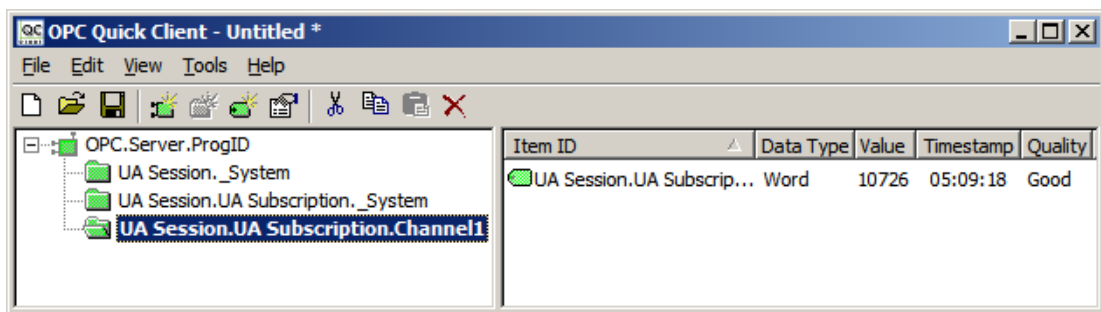 OPC Quick Client - Untitled *
File Edit View Tools Help
OPC.Server.ProgID
UA Session._System
UA Session.UA Subscription._System
UA Session.UA Subscription.Channel1
Item ID Data Type Value Timestamp Quality
UA Session.UA Subscrip... Word 10726 05:09:18 Good